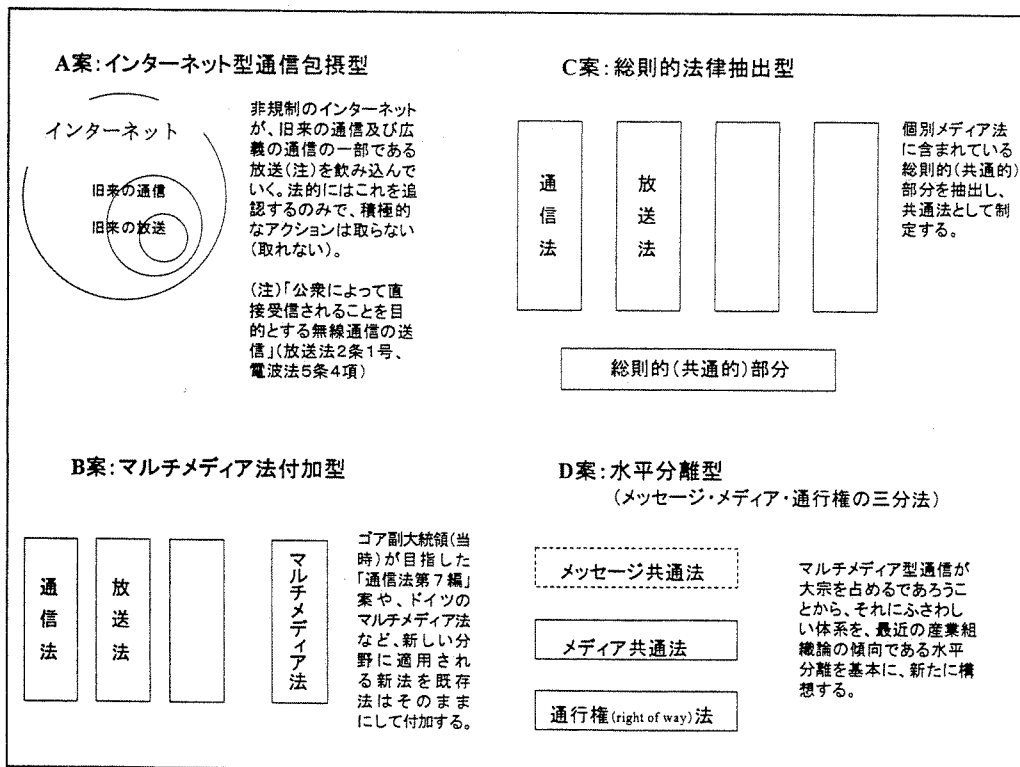 A案:インターネット型通信包摂型
インターネット
旧来の通信
旧来の放送
非規制のインターネット
が、旧来の通信及び広
義の通信の一部である
放送(注)を飲み込んで
いく。法的にはこれを追
認するのみで、積極的
なアクションは取らない
(取れない)。
(注)「公衆によって直
接受信されることを目
的とする無線通信の送
信」(放送法2条1号、
電波法5条4項)
C案:総則的法律抽出型
通信法
放送法
総則的(共通的)部分
個別メディア法
に含まれている
総則的(共通的)
部分を抽出し、
共通法として制
定する。
B案:マルチメディア法付加型
通信法
放送法
マルチメディア法
ゴア副大統領(当
時)が目指した
「通信法第7編」
案や、ドイツの
マルチメディア法
など、新しい分
野に適用され
る新法を既存
法はそのまま
にして付加する。
D案:水平分離型
(メッセージ・メディア・通行権の三分法)
メッセージ共通法
メディア共通法
通行権(right of way)法
マルチメディア型通信が
大宗を占めるであろうこ
とから、それにふさわし
い体系を、最近の産業組
織論の傾向である水平
分離を基本に、新たに構
想する。